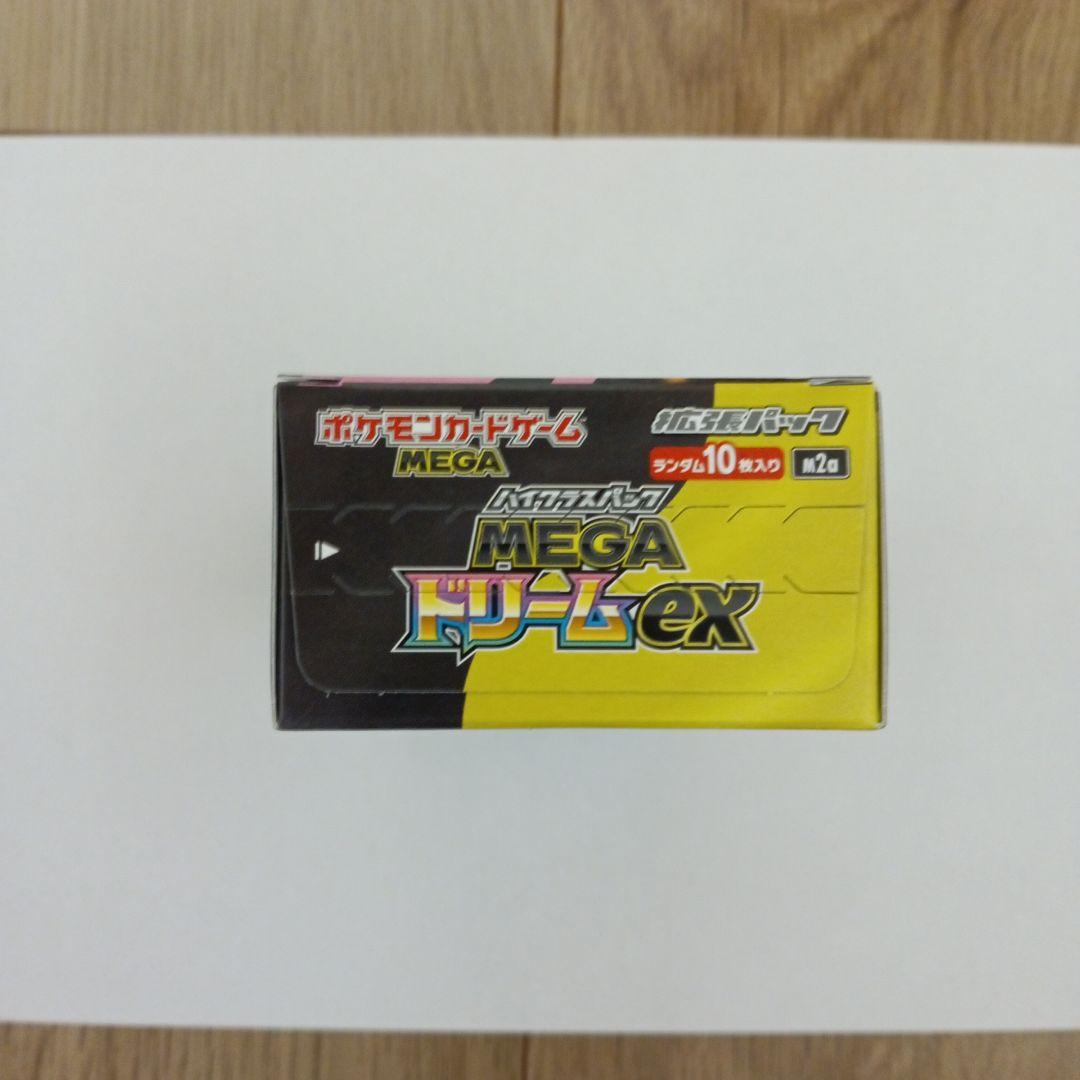 ポケモンカードゲーム
MEGA
拡張パック
ランダム10枚入り
M2a
ハイクラスパック
MEGA
ドリームex